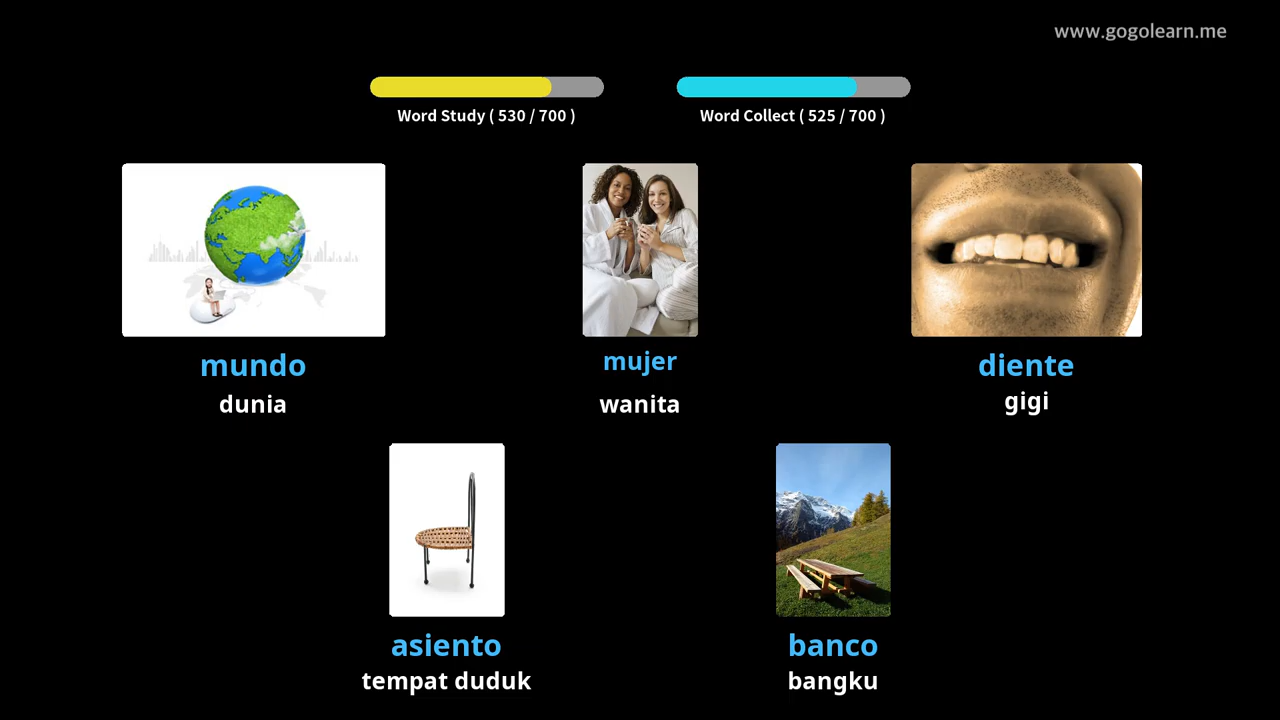 www.gogolearn.me
Word Study ( 530 / 700 )
Word Collect ( 525 / 700 )
mundo
dunia
mujer
wanita
diente
gigi
asiento
tempat duduk
banco
bangku